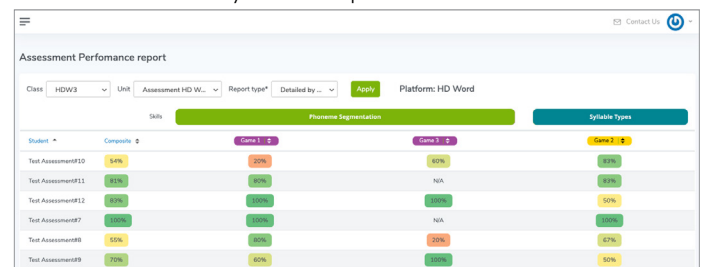 Contact Us
Assessment Perfomance report
Class HDW3 Unit Assessment HD W... Report type* Detailed by ... Apply Platform: HD Word
Skills Phoneme Segmentation Syllable Types
Student Composite Game 1 Game 3 Game 2
Test Assessment#10 54% 20% 60% 83%
Test Assessment#11 81% 80% N/A 83%
Test Assessment#12 83% 100% 100% 50%
Test Assessment#7 100% 100% N/A 100%
Test Assessment#8 55% 80% 20% 67%
Test Assessment#9 70% 60% 100% 50%